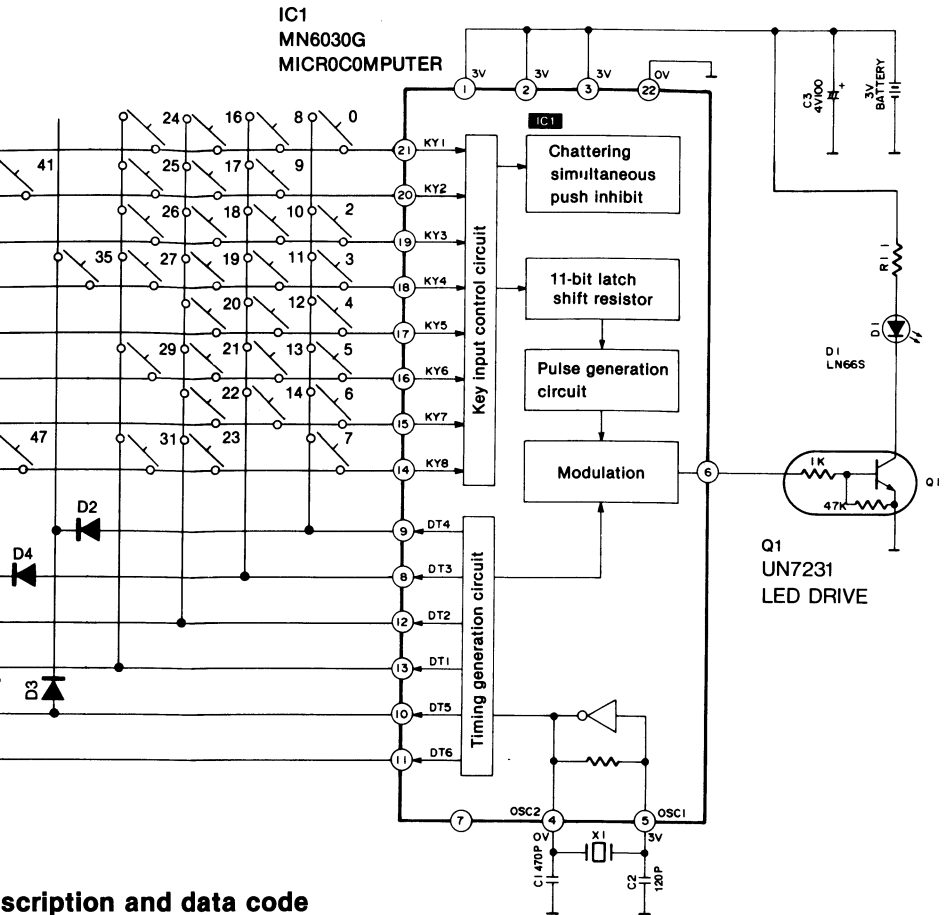 IC1
MN6030G
MICROCOMPUTER
3V
3V
3V
0V
1
2
3
22
C3
4V100
+
3V
BATTERY
IC1
24
16
8
0
21
KY1
41
25
17
9
20
KY2
26
18
10
2
19
KY3
35
27
19
11
3
18
KY4
20
12
4
17
KY5
29
21
13
5
16
KY6
22
14
6
15
KY7
47
31
23
7
14
KY8
Key input control circuit
Chattering
simultaneous
push inhibit
11-bit latch
shift resistor
Pulse generation
circuit
Modulation
6
R11
D1
D1
LN66S
1K
47K
Q1
Q1
UN7231
LED DRIVE
D2
9
DT4
D4
8
DT3
12
DT2
13
DT1
D3
10
DT5
11
DT6
Timing generation circuit
7
OSC2
4
5
OSC1
0V
X1
3V
C1 470P
C2
120P
scription and data code